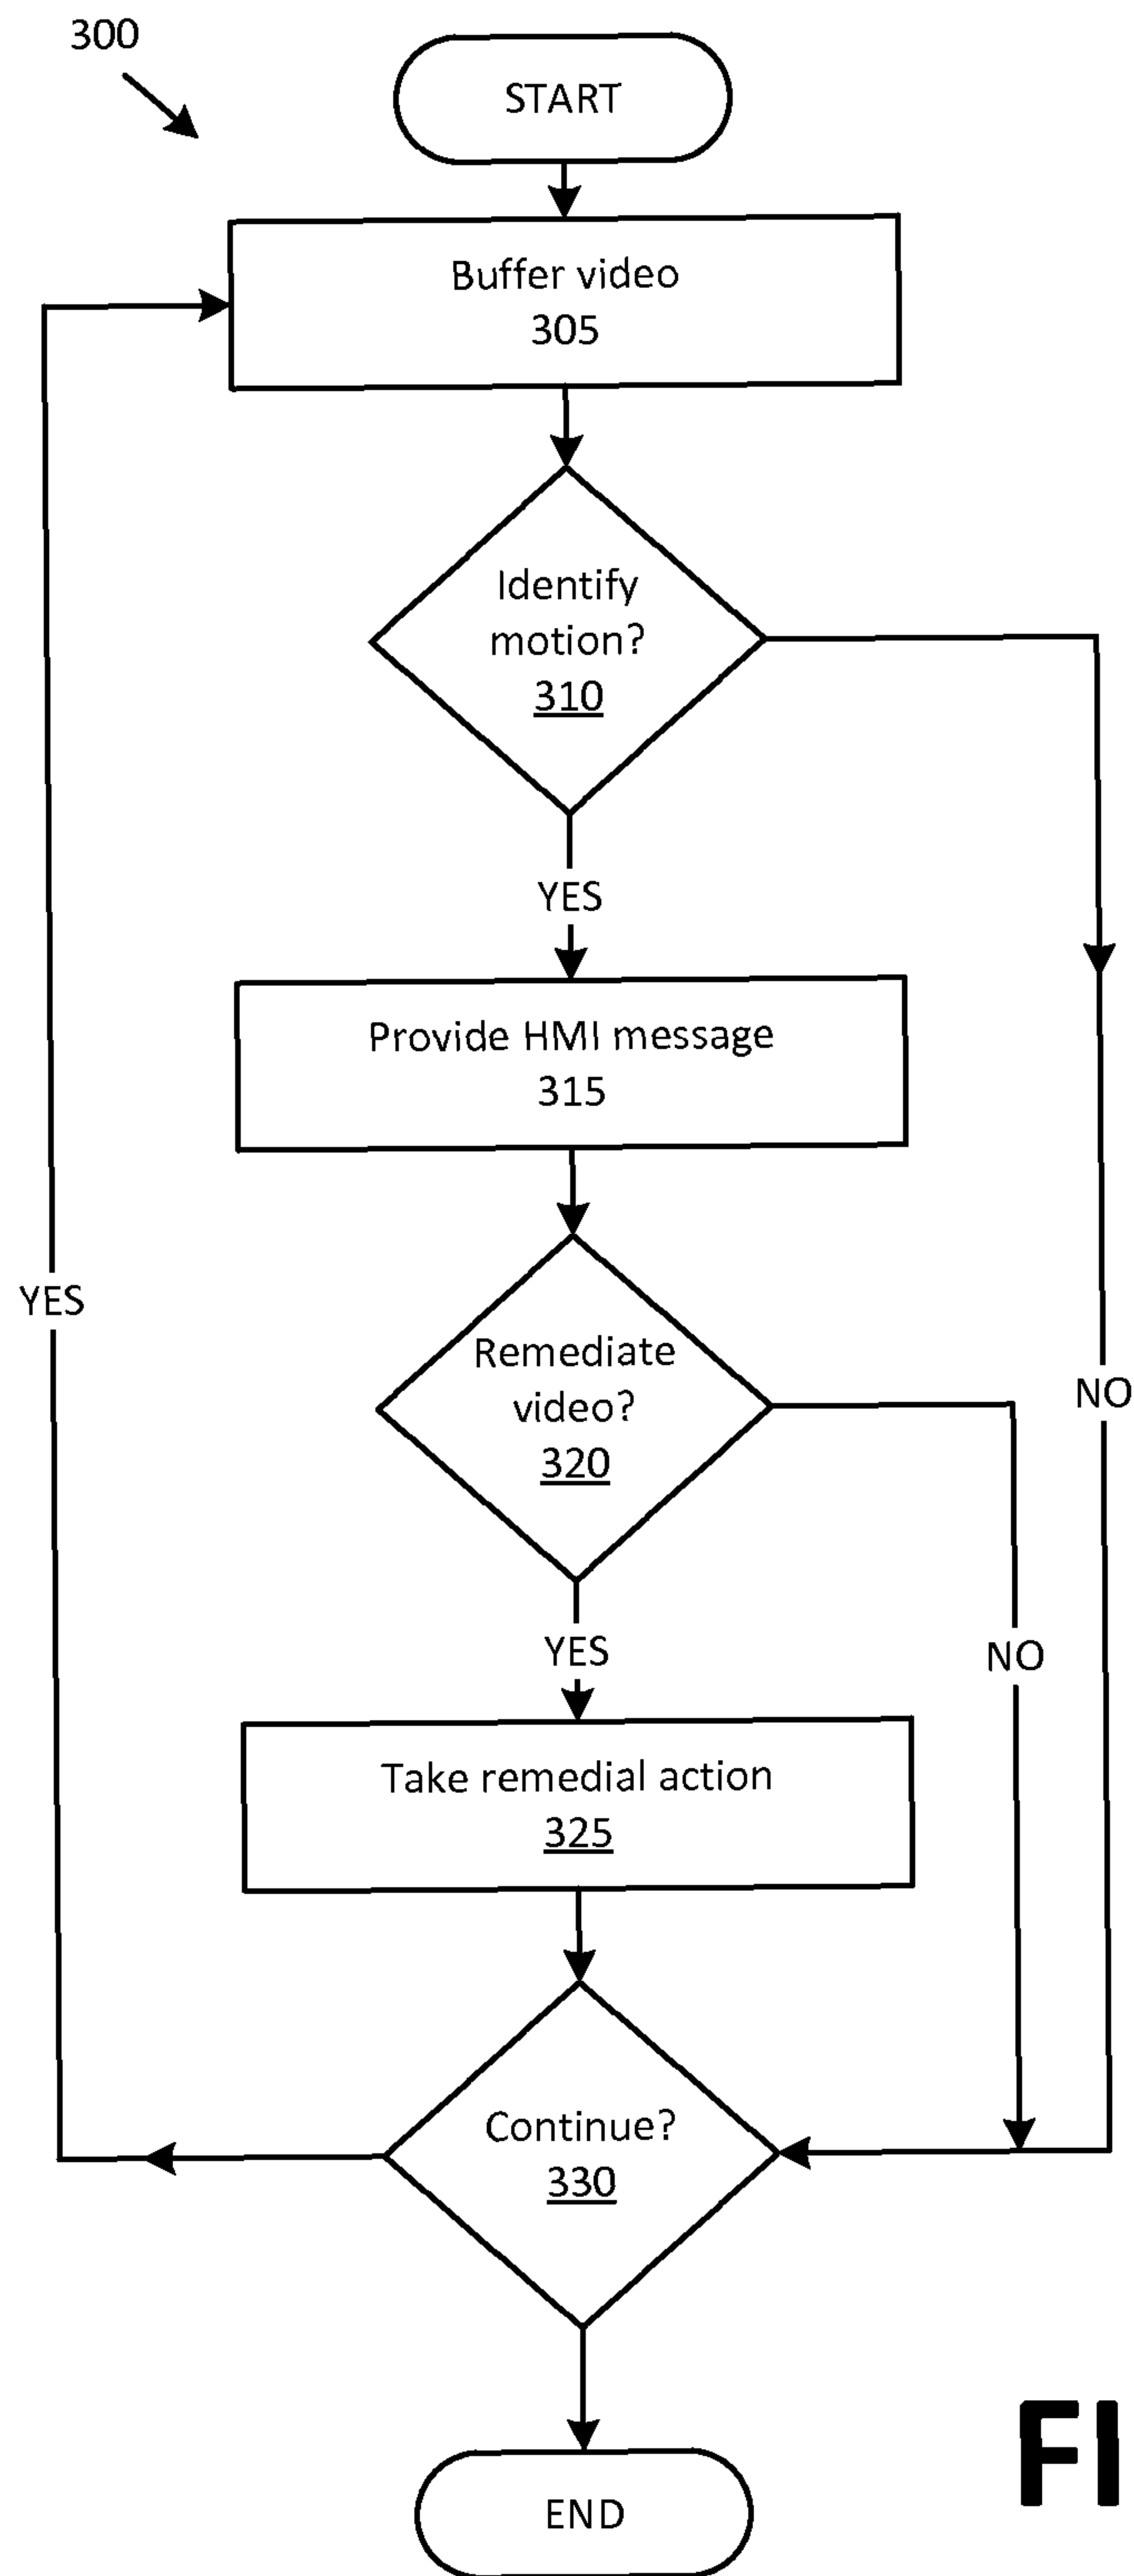 300
START
Buffer video
305
Identify
motion?
310
YES
Provide HMI message
315
YES
Remediate
video?
320
NO
YES
NO
Take remedial action
325
Continue?
330
FI
END